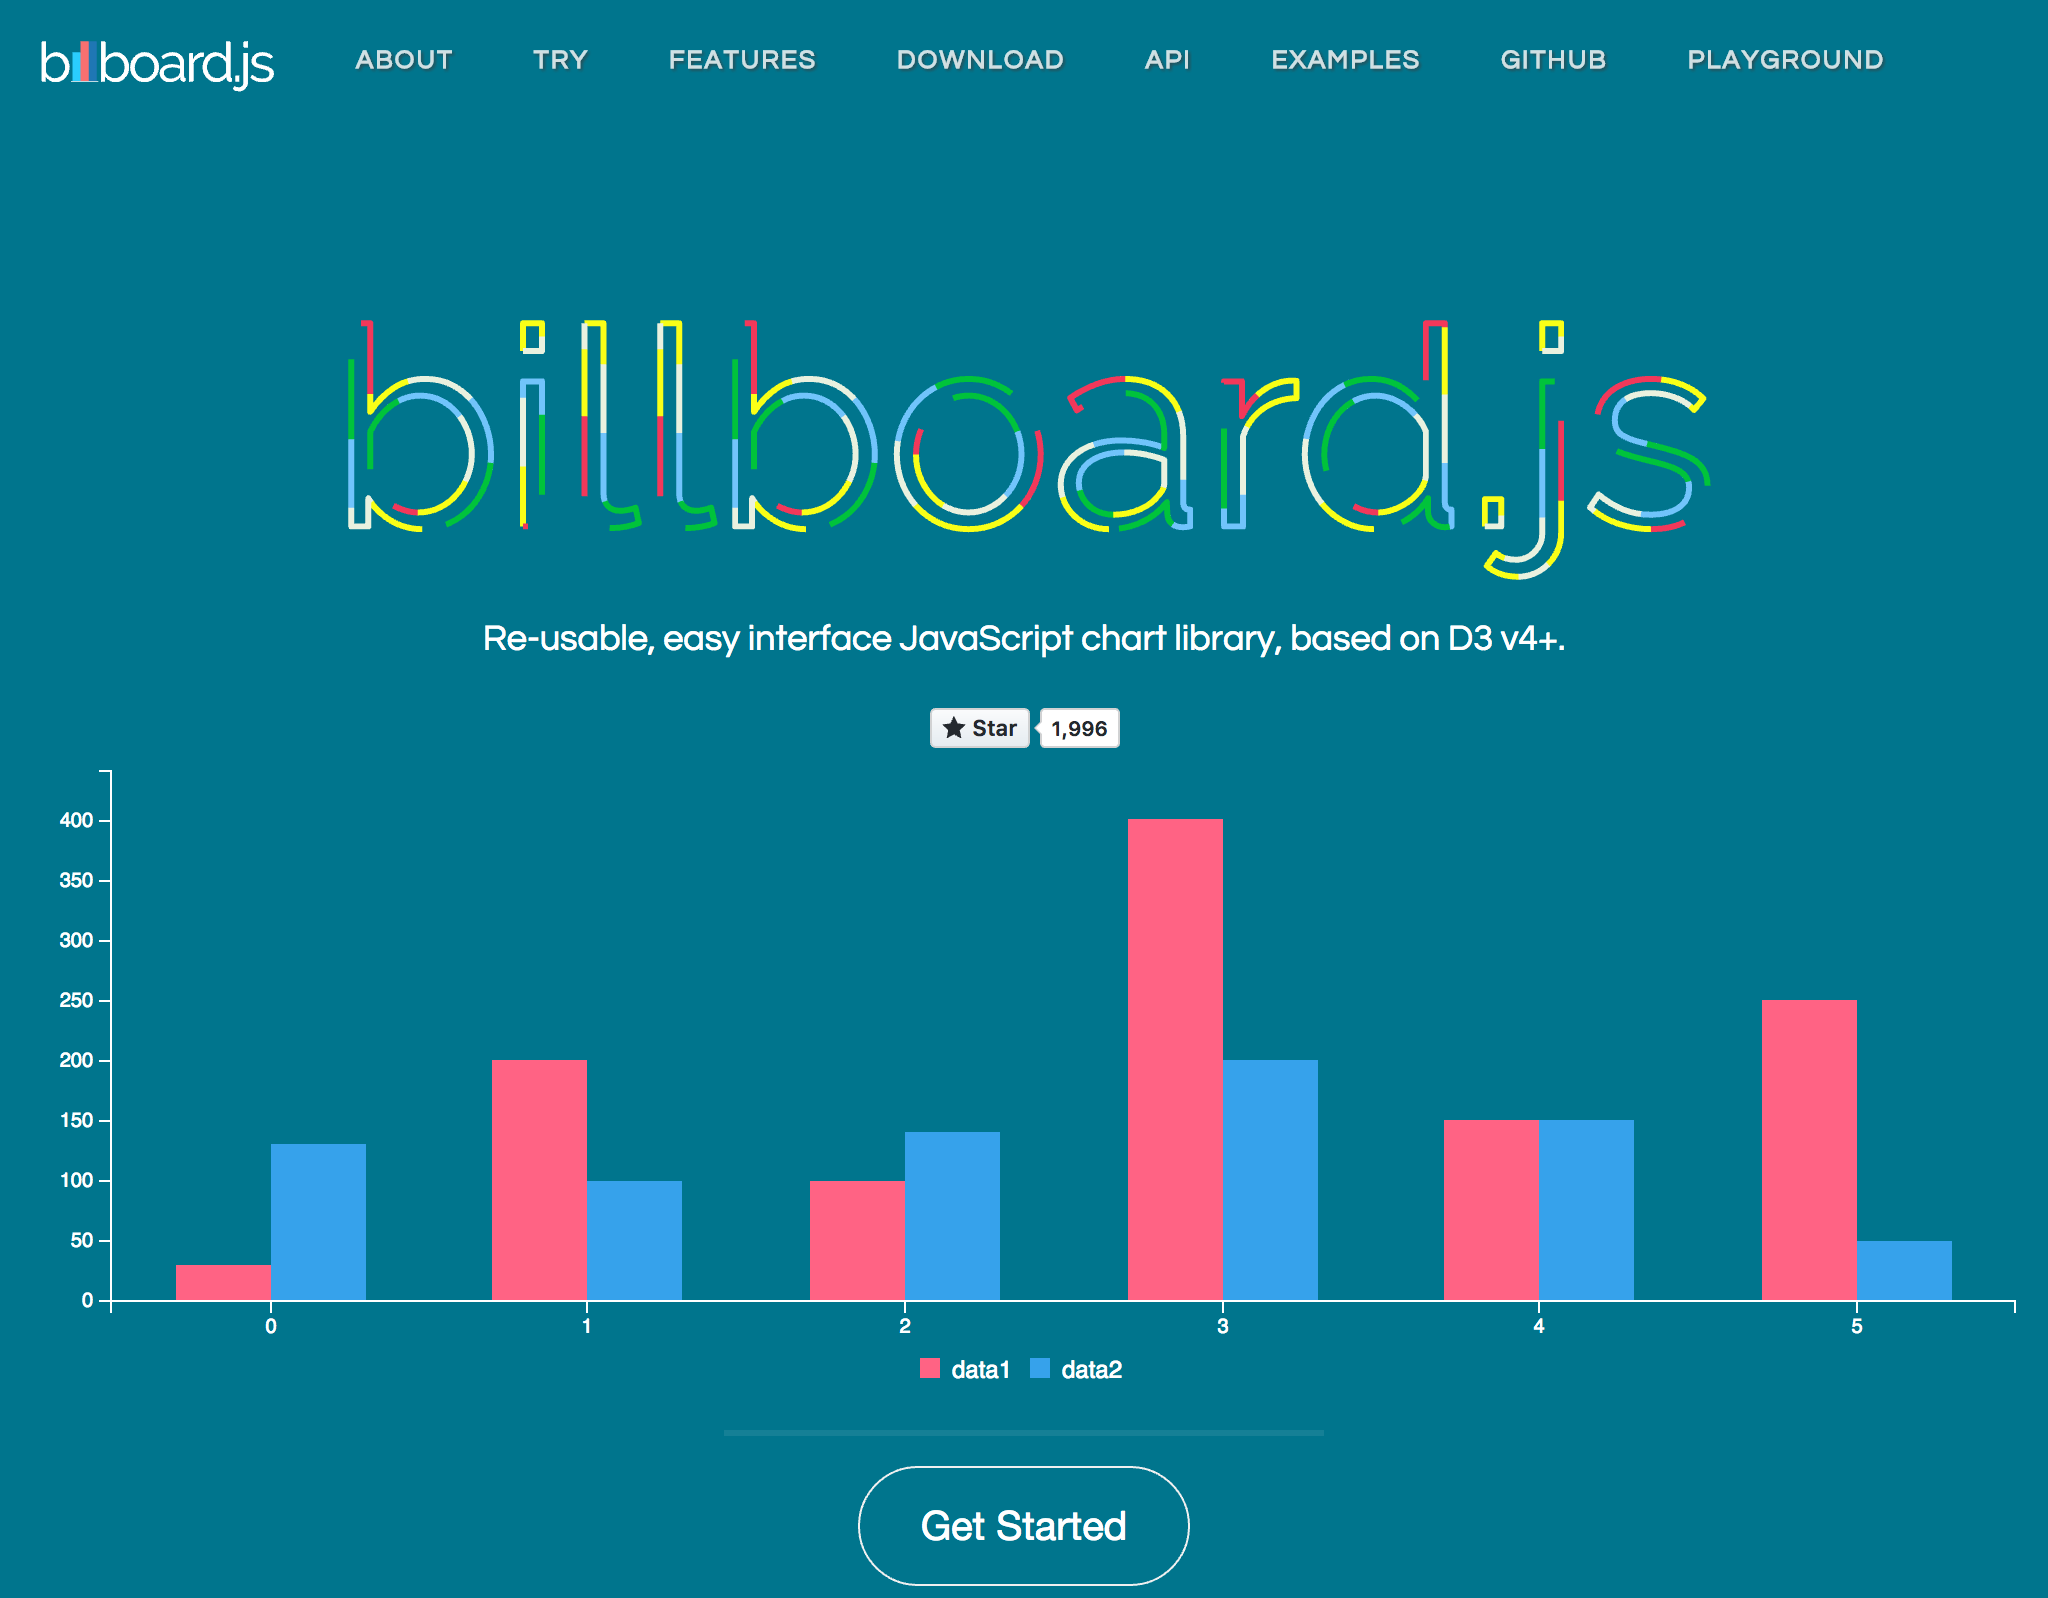 billboard.js ABOUT TRY FEATURES DOWNLOAD API EXAMPLES GITHUB PLAYGROUND
billboard.js
Re-usable, easy interface JavaScript chart library, based on D3 v4+.
Star 1,996
400
350
300
250
200
150
100
50
0
0 1 2 3 4 5
data1 data2
Get Started